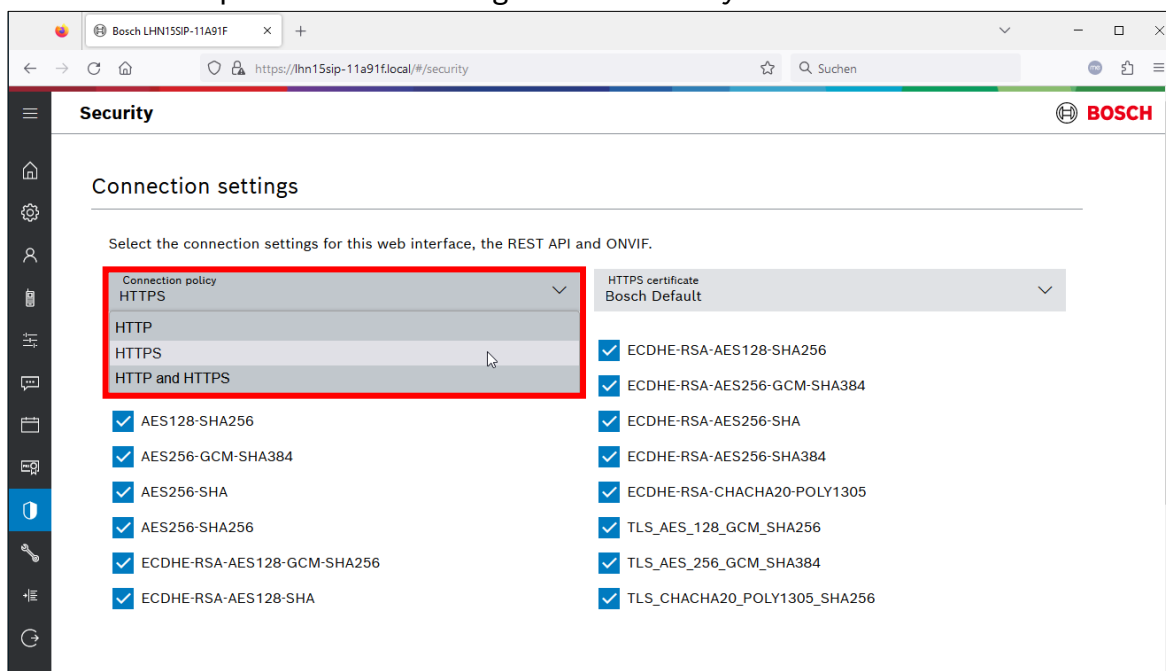 Bosch LHN15SIP-11A91F
https://lhn15sip-11a91f.local/#/security
Suchen
Security
BOSCH
Connection settings
Select the connection settings for this web interface, the REST API and ONVIF.
Connection policy
HTTPS
HTTP
HTTPS
HTTP and HTTPS
AES128-SHA256
AES256-GCM-SHA384
AES256-SHA
AES256-SHA256
ECDHE-RSA-AES128-GCM-SHA256
ECDHE-RSA-AES128-SHA
HTTPS certificate
Bosch Default
ECDHE-RSA-AES128-SHA256
ECDHE-RSA-AES256-GCM-SHA384
ECDHE-RSA-AES256-SHA
ECDHE-RSA-AES256-SHA384
ECDHE-RSA-CHACHA20-POLY1305
TLS_AES_128_GCM_SHA256
TLS_AES_256_GCM_SHA384
TLS_CHACHA20_POLY1305_SHA256